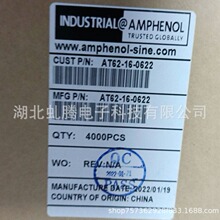 INDUSTRIAL@AMPHENOL
TRUSTED GLOBALLY
www.amphenol-sine.com
CUST P/N: AT62-16-0622
MFG P/N: AT62-16-0622
湖北虹腾电子科技有限公司
QTY: 4000PCS
WO: REV:N/A
QC
MANUFACTURE DATE: 2022/01/19
COUNTRY OF ORIGIN: CHINA